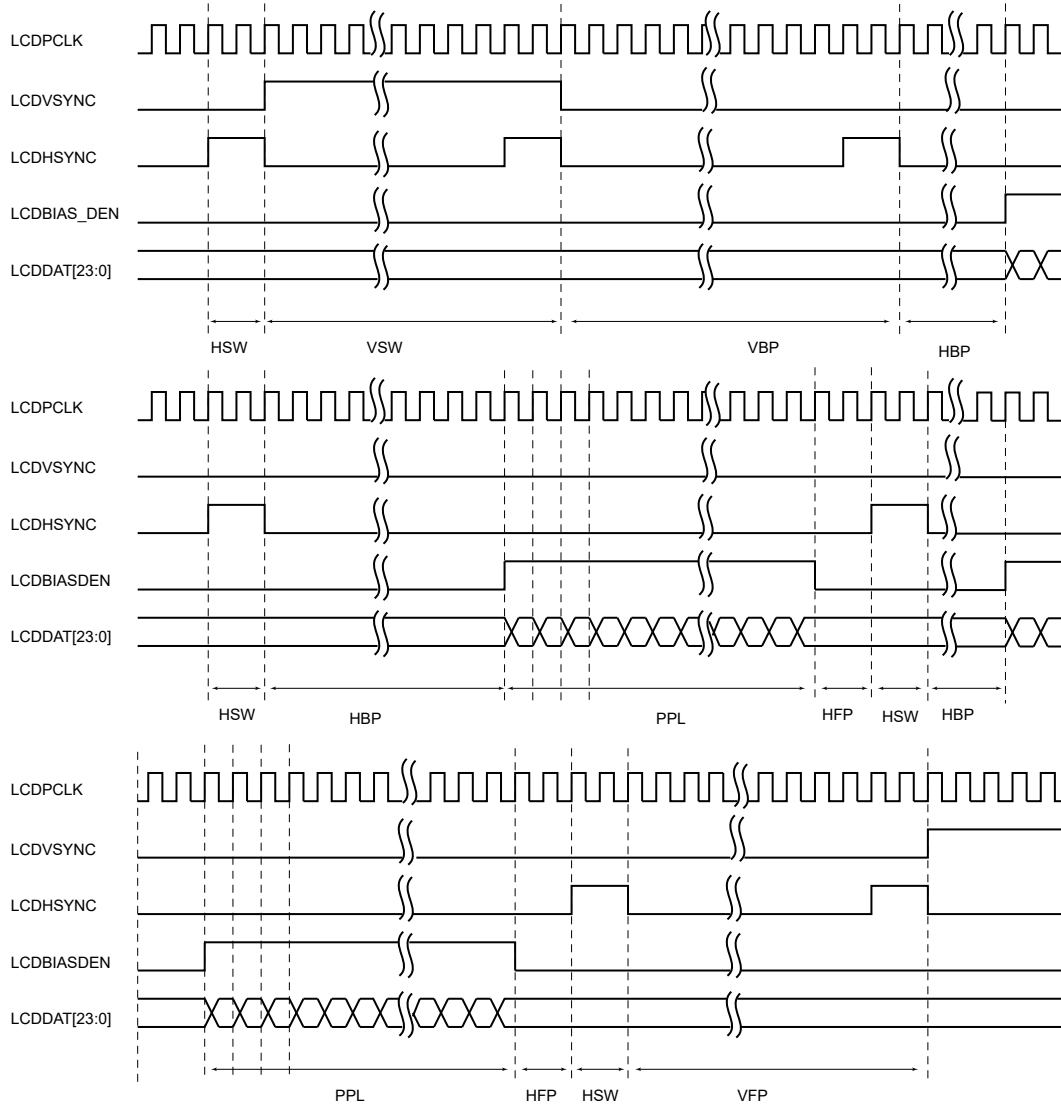 LCDPCLK
LCDVSYNC
LCDHSYNC
LCDBIAS_DEN
LCDDAT[23:0]
HSW VSW VBP HBP
LCDPCLK
LCDVSYNC
LCDHSYNC
LCDBIASDEN
LCDDAT[23:0]
HSW HBP PPL HFP HSW HBP
LCDPCLK
LCDVSYNC
LCDHSYNC
LCDBIASDEN
LCDDAT[23:0]
PPL HFP HSW VFP